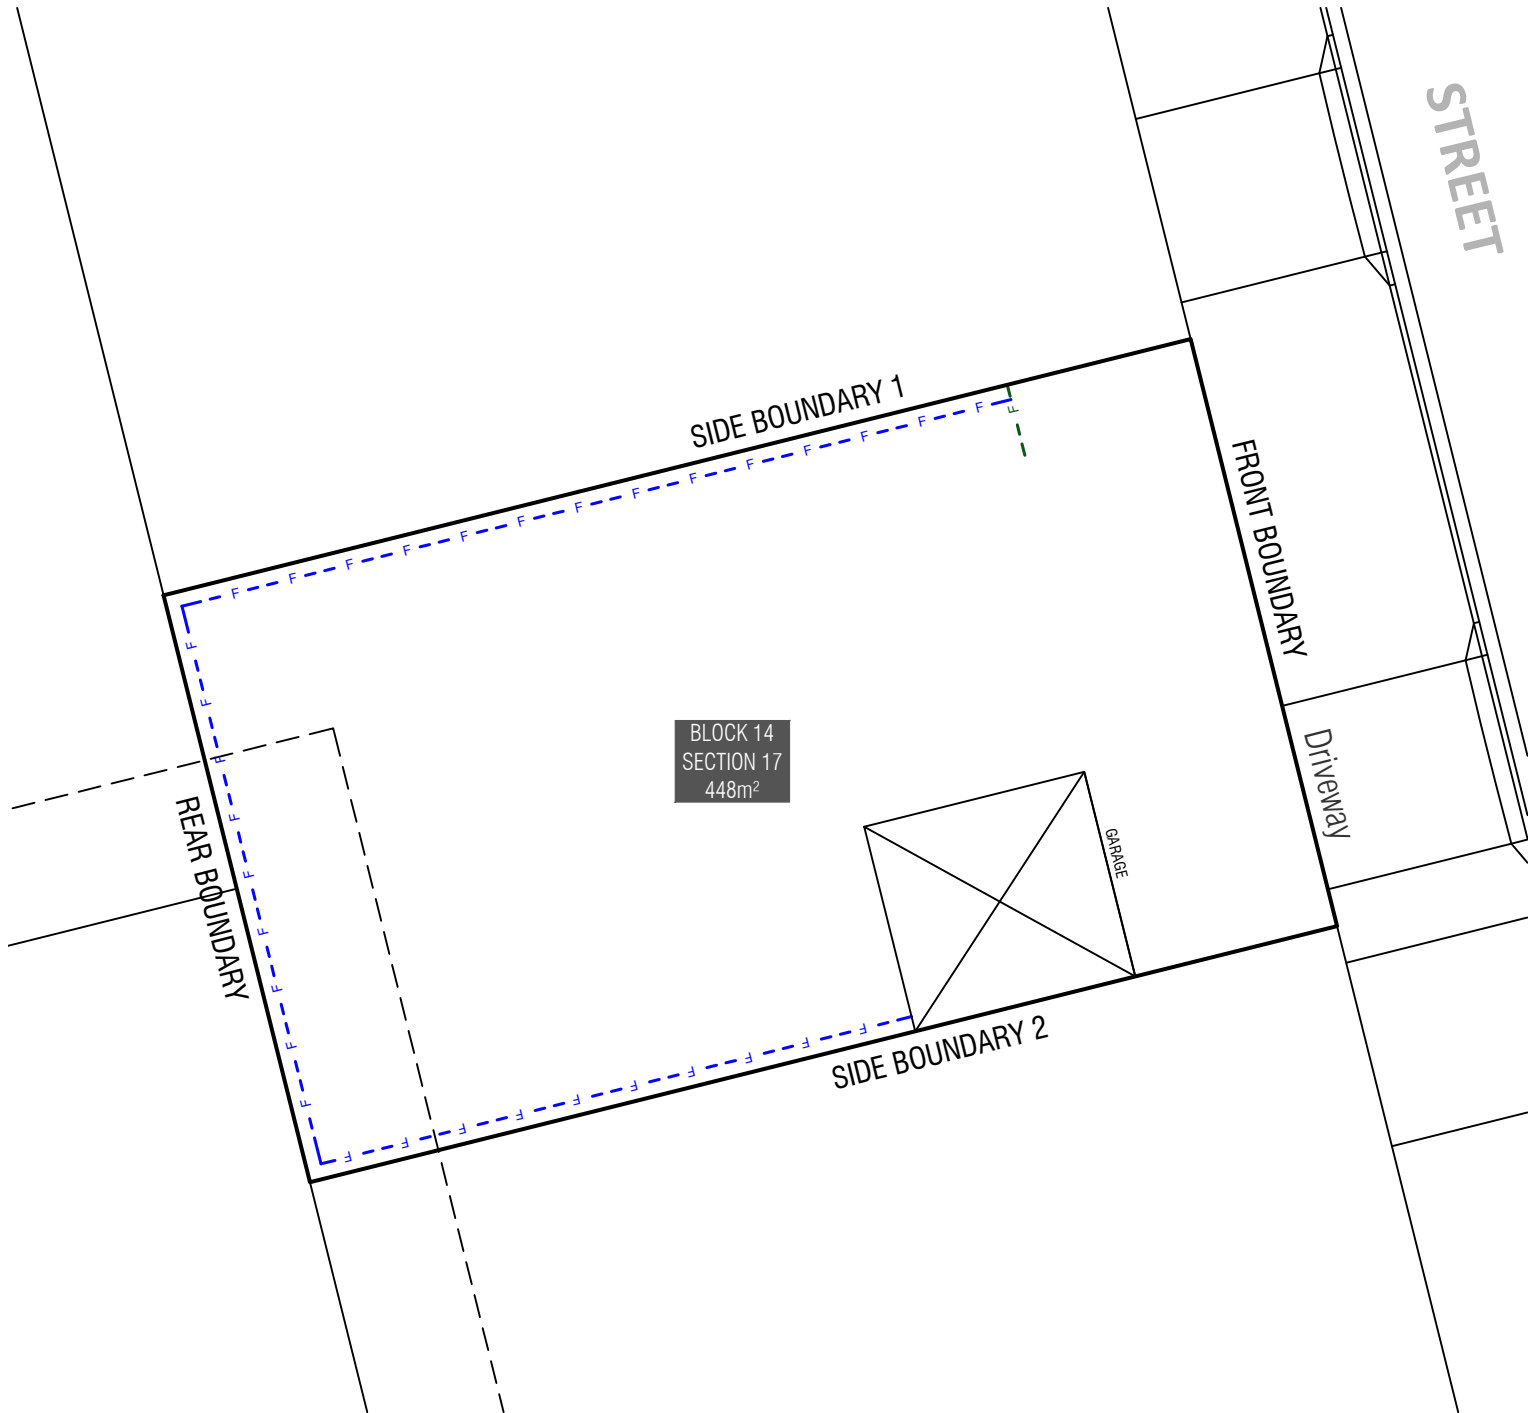 STREET
SIDE BOUNDARY 1
F F F F F F F F F F F F F F
F
FRONT BOUNDARY
BLOCK 14
SECTION 17
448m²
Driveway
GARAGE
REAR BOUNDARY
F F F F F F F F F
SIDE BOUNDARY 2
F F F F F F F F F F